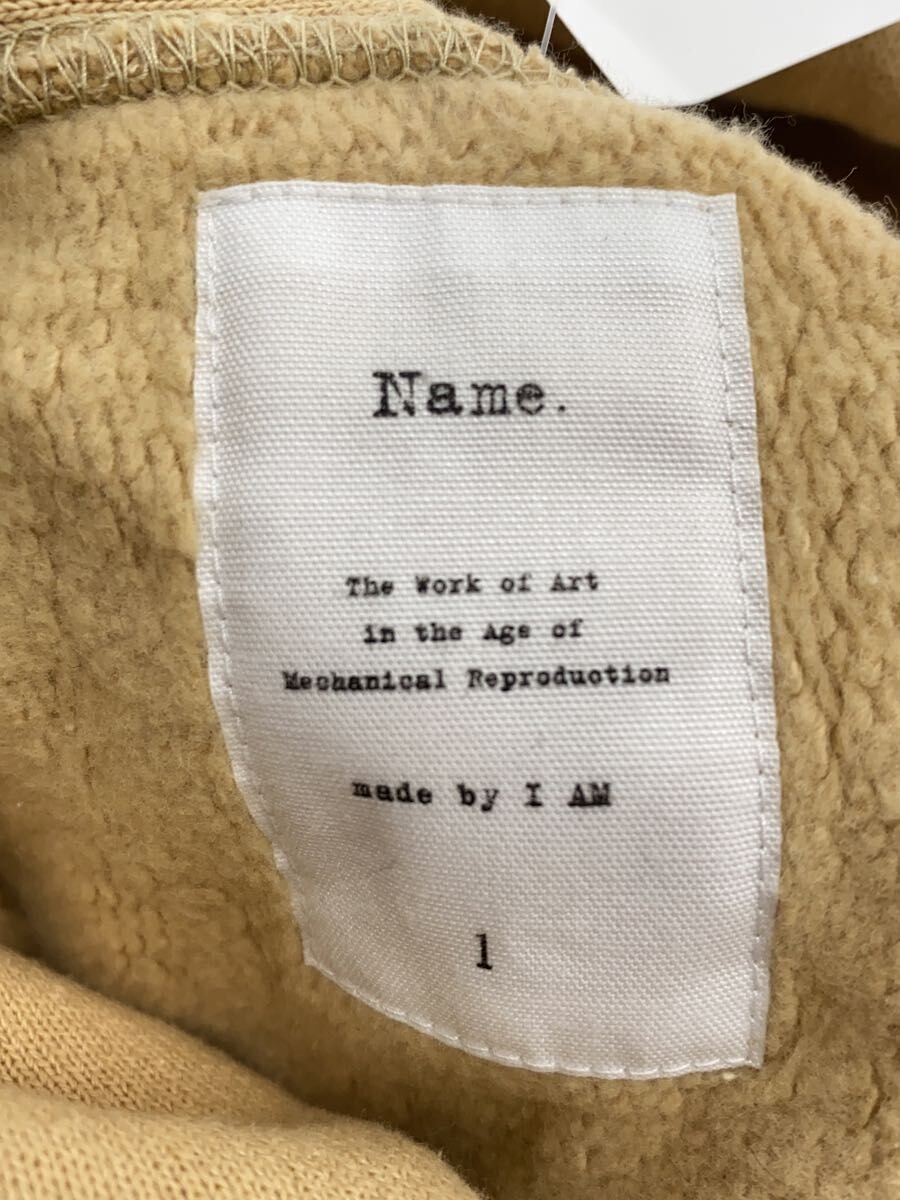 Name.
The Work of Art
in the Age of
Mechanical Reproduction
made by I AM
1